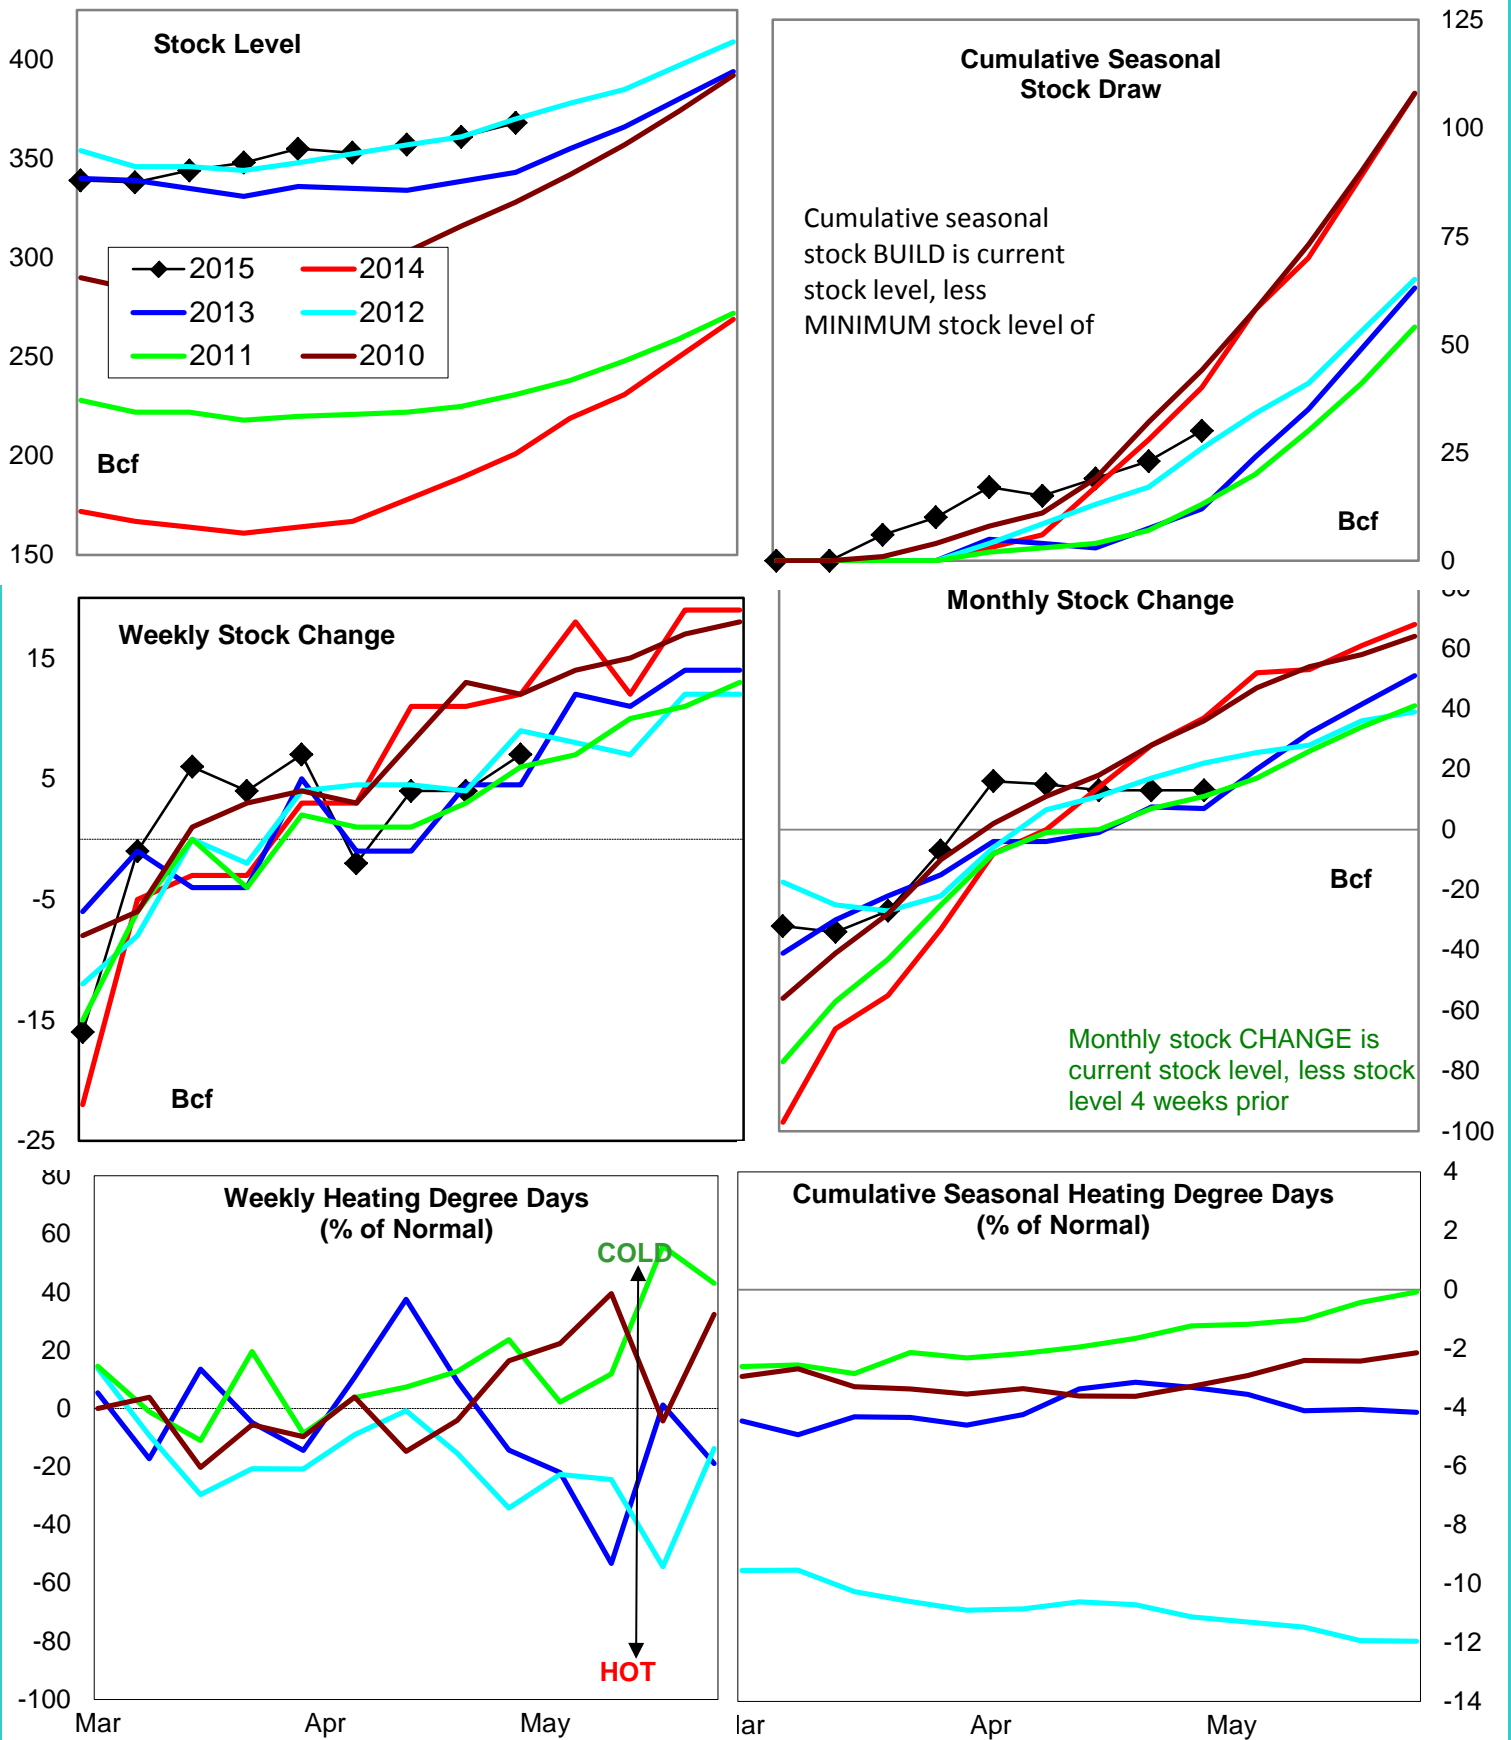 Stock Level
400
350
300
250
200
150
2015
2014
2013
2012
2011
2010
Bcf
Cumulative Seasonal
Stock Draw
Cumulative seasonal
stock BUILD is current
stock level, less
MINIMUM stock level of
Bcf
125
100
75
50
25
0
Weekly Stock Change
15
5
-5
-15
-25
Bcf
Monthly Stock Change
80
60
40
20
0
-20
-40
-60
-80
-100
Bcf
Monthly stock CHANGE is
current stock level, less stock
level 4 weeks prior
Weekly Heating Degree Days
(% of Normal)
COLD
HOT
80
60
40
20
0
-20
-40
-60
-80
-100
Mar
Apr
May
Cumulative Seasonal Heating Degree Days
(% of Normal)
4
2
0
-2
-4
-6
-8
-10
-12
-14
Apr
May